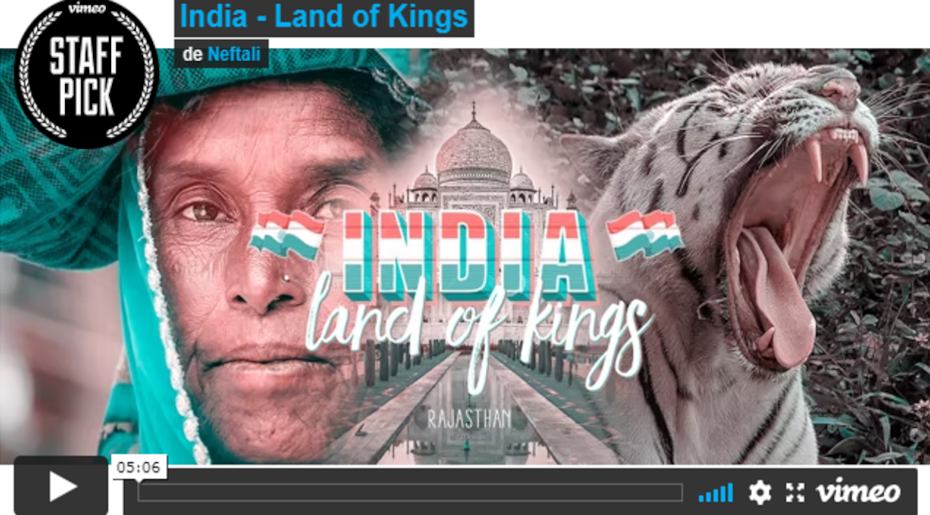 vimeo
STAFF
PICK
India - Land of Kings
de Neftali
INDIA
land of kings
RAJASTHAN
05:06
vimeo